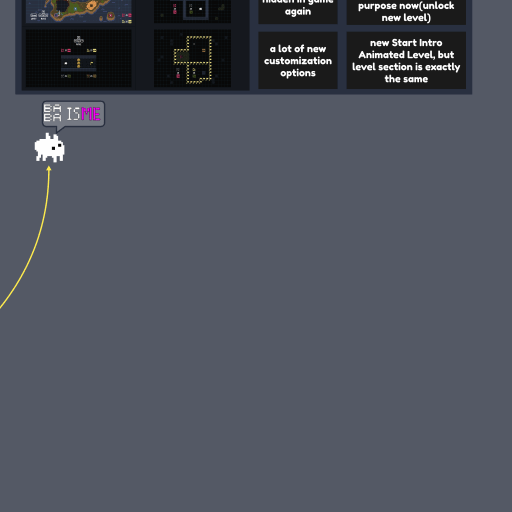 hidden in game
again
purpose now(unlock
new level)
a lot of new
customization
options
new Start Intro
Animated Level, but
level section is exactly
the same
BABA IS ME